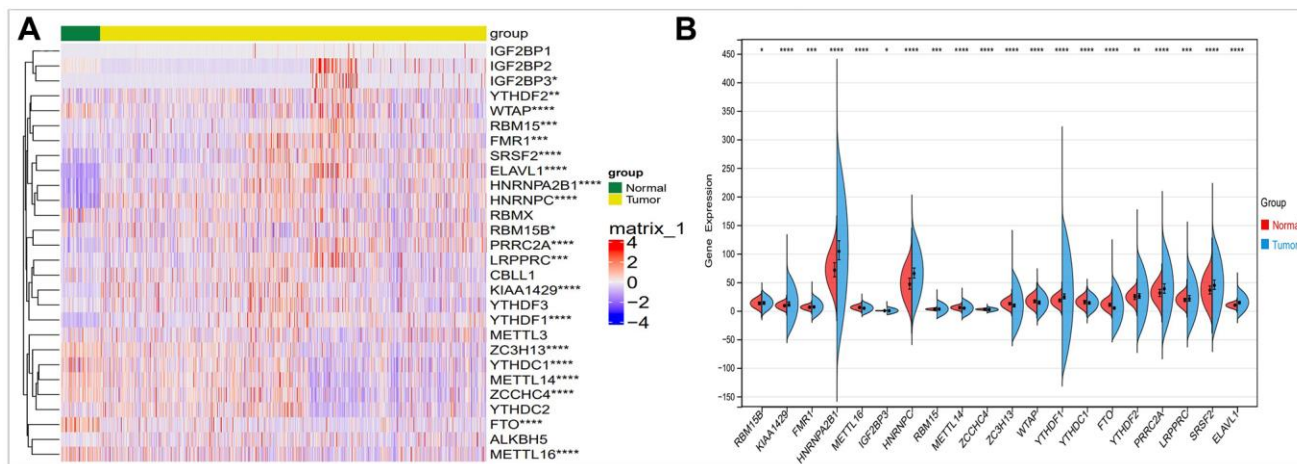 A
group
IGF2BP1
IGF2BP2
IGF2BP3*
YTHDF2**
WTAP****
RBM15***
FMR1***
SRSF2****
ELAVL1****
HNRNPA2B1****
HNRNPC****
RBMX
RBM15B*
PRRC2A****
LRPPRC***
CBLL1
KIAA1429****
YTHDF3
YTHDF1****
METTL3
ZC3H13****
YTHDC1****
METTL14****
ZCCHC4****
YTHDC2
FTO****
ALKBH5
METTL16****
group
Normal
Tumor
matrix_1
4
2
0
−2
−4
B
* **** *** **** **** * **** *** **** **** **** **** **** **** **** ** **** *** **** ****
450
400
350
300
250
200
150
100
50
0
−50
−100
−150
Gene Expression
RBM15B
KIAA1429
FMR1
HNRNPA2B1
METTL16
IGF2BP3
HNRNPC
RBM15
METTL14
ZCCHC4
ZC3H13
WTAP
YTHDF1
YTHDC1
FTO
YTHDF2
PRRC2A
LRPPRC
SRSF2
ELAVL1
Group
Norma
Tumor